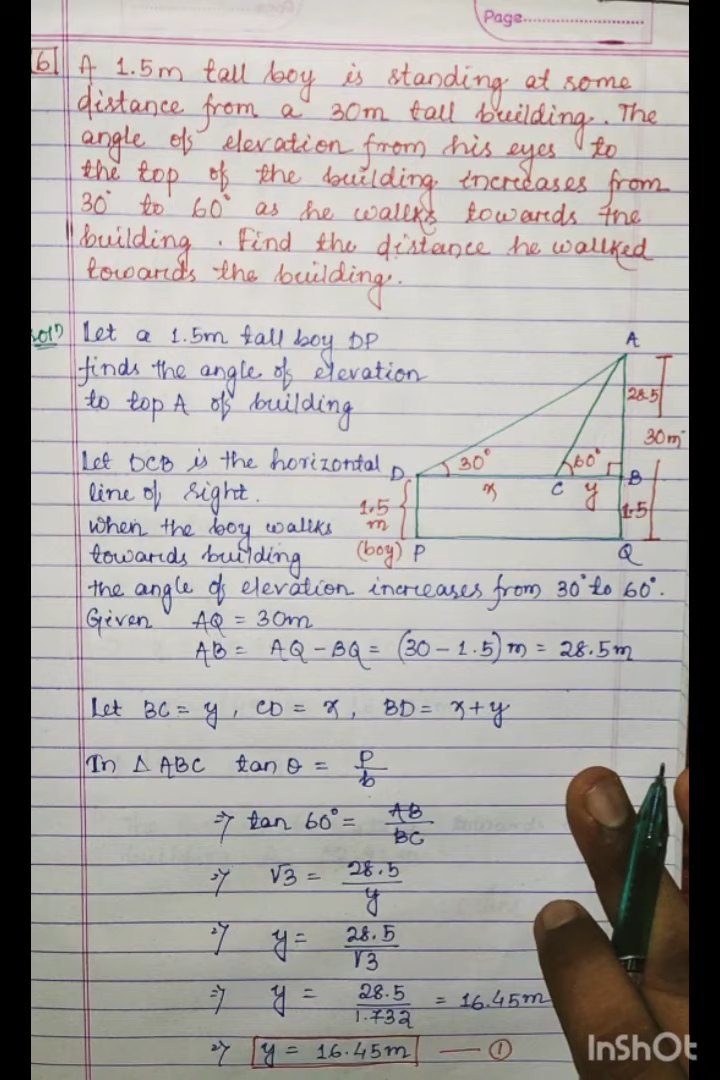 Page
6 A 1.5m tall boy is standing at some
distance from a 30m tall building. The
angle of elevation from his eyes to
the top of the building increases from
30° to 60° as he wallks towards the
building. Find the distance he wallked
towards the building.
Solⁿ) Let a 1.5m tall boy DP
finds the angle of elevation
to top A of building
Let DCB is the horizontal
line of sight.
when the boy wallks
towards building
the angle of elevation increases from 30° to 60°.
A
28.5
30m
D 30° 60° B
x C y
1.5
m
1.5
(boy) P Q
Given AQ = 30m
AB = AQ - BQ = (30 - 1.5) m = 28.5m
Let BC = y, CD = x, BD = x+y
In △ ABC tan θ = P/b
⇒ tan 60° = AB/BC
⇒ √3 = 28.5/y
⇒ y = 28.5/√3
⇒ y = 28.5/1.732 = 16.45m
⇒ y = 16.45m — ①
InShOt